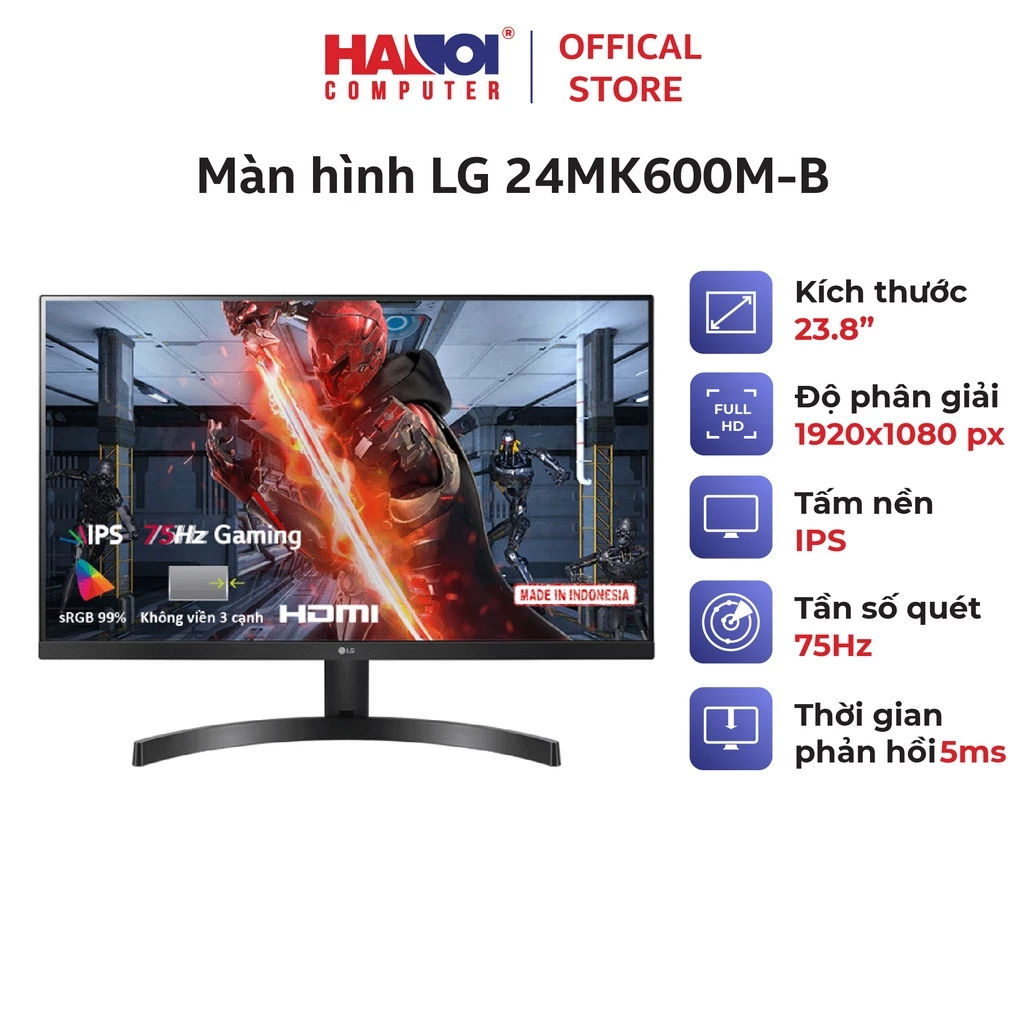 HANOI®
COMPUTER
OFFICAL
STORE
Màn hình LG 24MK600M-B
Kích thước
23.8”
FULL
HD
Độ phân giải
1920x1080 px
Tấm nền
IPS
Tần số quét
75Hz
Thời gian
phản hồi 5ms
IPS 75Hz Gaming
sRGB 99% Không viền 3 cạnh HDMI
MADE IN INDONESIA
LG